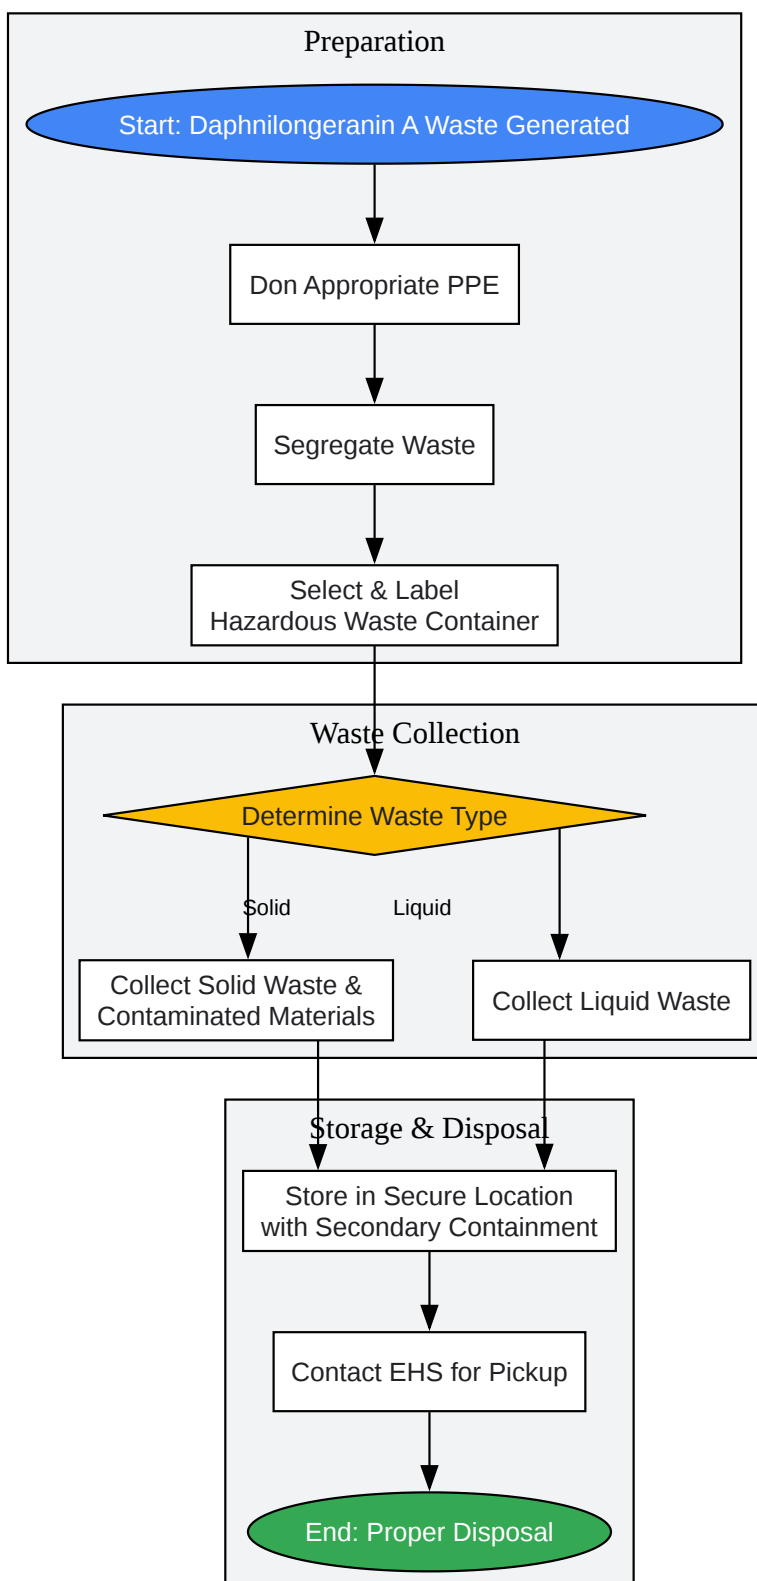 Preparation
Start: Daphnilongeranin A Waste Generated
Don Appropriate PPE
Segregate Waste
Select & Label
Hazardous Waste Container
Waste Collection
Determine Waste Type
Solid
Liquid
Collect Solid Waste &
Contaminated Materials
Collect Liquid Waste
Storage & Disposal
Store in Secure Location
with Secondary Containment
Contact EHS for Pickup
End: Proper Disposal